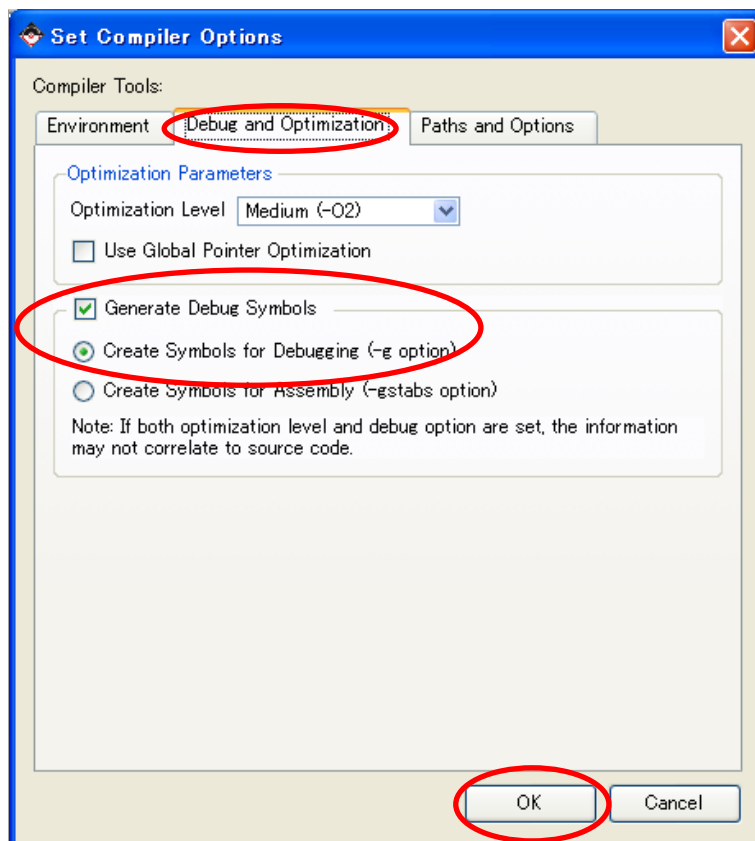 Set Compiler Options
Compiler Tools:
Environment
Debug and Optimization
Paths and Options
Optimization Parameters
Optimization Level
Medium (-O2)
Use Global Pointer Optimization
Generate Debug Symbols
Create Symbols for Debugging (-g option)
Create Symbols for Assembly (-gstabs option)
Note: If both optimization level and debug option are set, the information
may not correlate to source code.
OK
Cancel